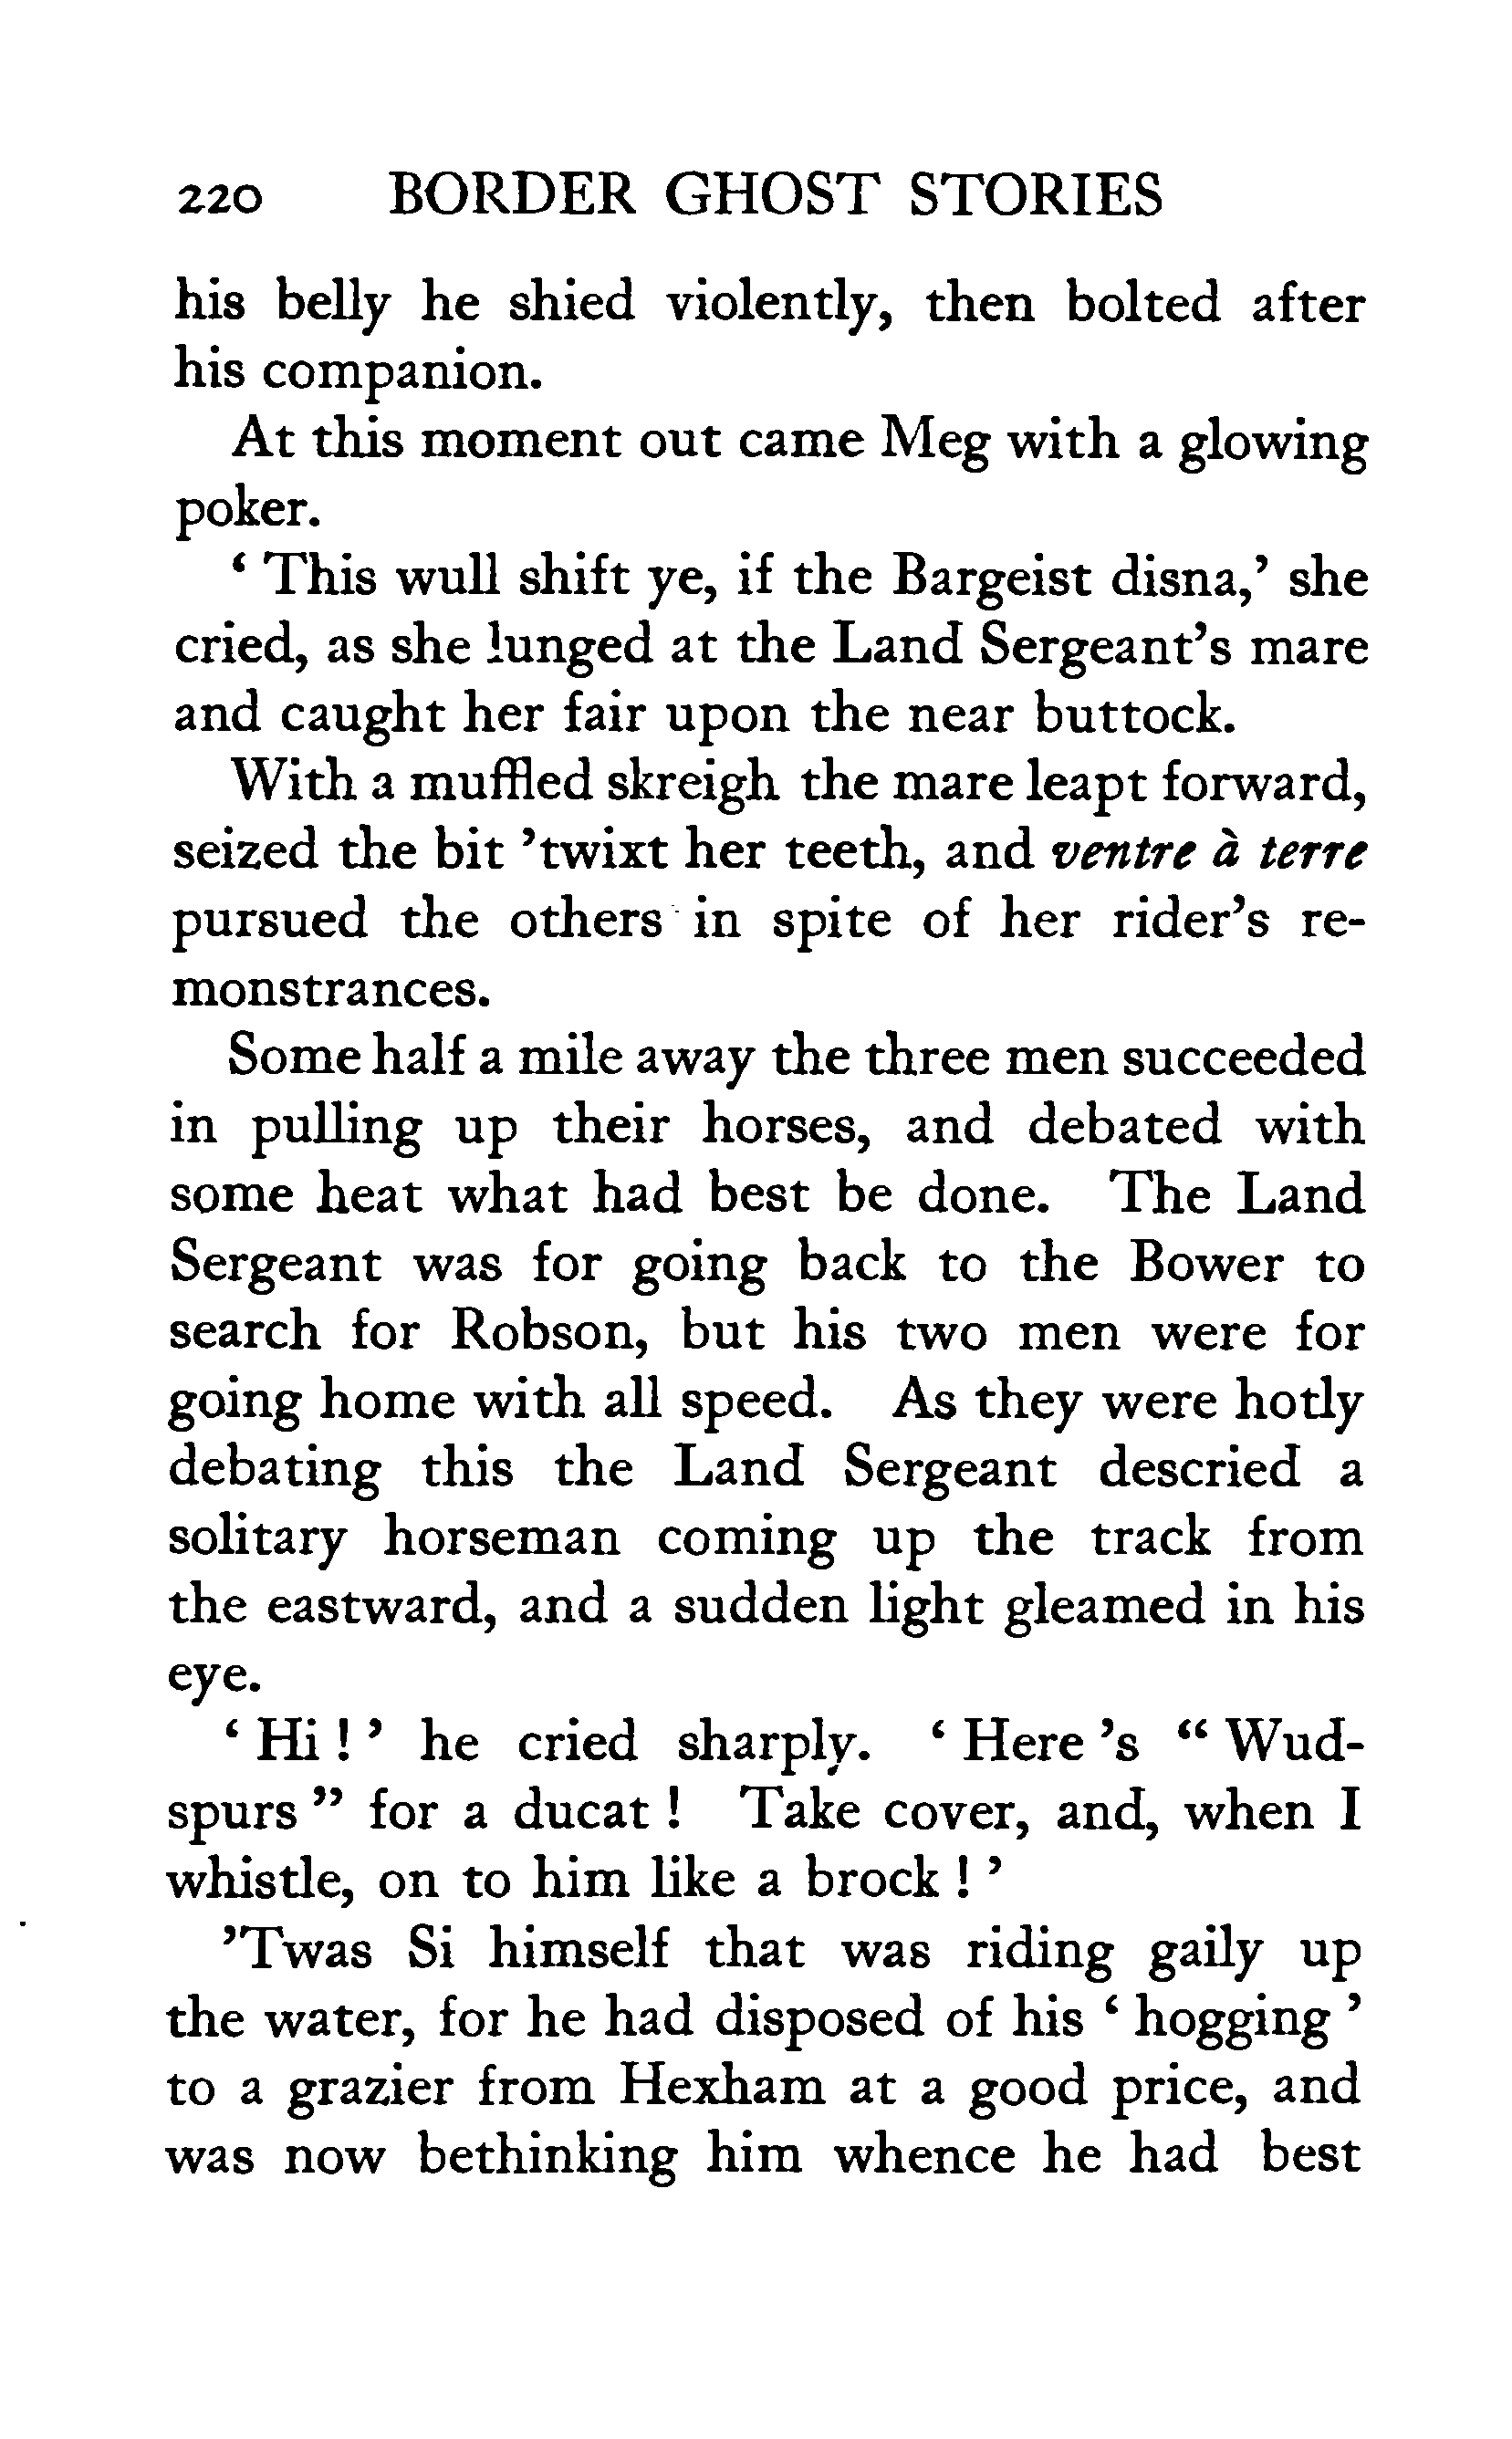 220 BORDER GHOST STORIES
his belly he shied violently, then bolted after
his companion.
At this moment out came Meg with a glowing
poker.
‘ This wull shift ye, if the Bargeist disna,’ she
cried, as she lunged at the Land Sergeant’s mare
and caught her fair upon the near buttock.
With a muffled skreigh the mare leapt forward,
seized the bit ’twixt her teeth, and ventre à terre
pursued the others in spite of her rider’s re-
monstrances.
Some half a mile away the three men succeeded
in pulling up their horses, and debated with
some heat what had best be done. The Land
Sergeant was for going back to the Bower to
search for Robson, but his two men were for
going home with all speed. As they were hotly
debating this the Land Sergeant descried a
solitary horseman coming up the track from
the eastward, and a sudden light gleamed in his
eye.
‘ Hi ! ’ he cried sharply. ‘ Here ’s “ Wud-
spurs ” for a ducat ! Take cover, and, when I
whistle, on to him like a brock ! ’
’Twas Si himself that was riding gaily up
the water, for he had disposed of his ‘ hogging ’
to a grazier from Hexham at a good price, and
was now bethinking him whence he had best